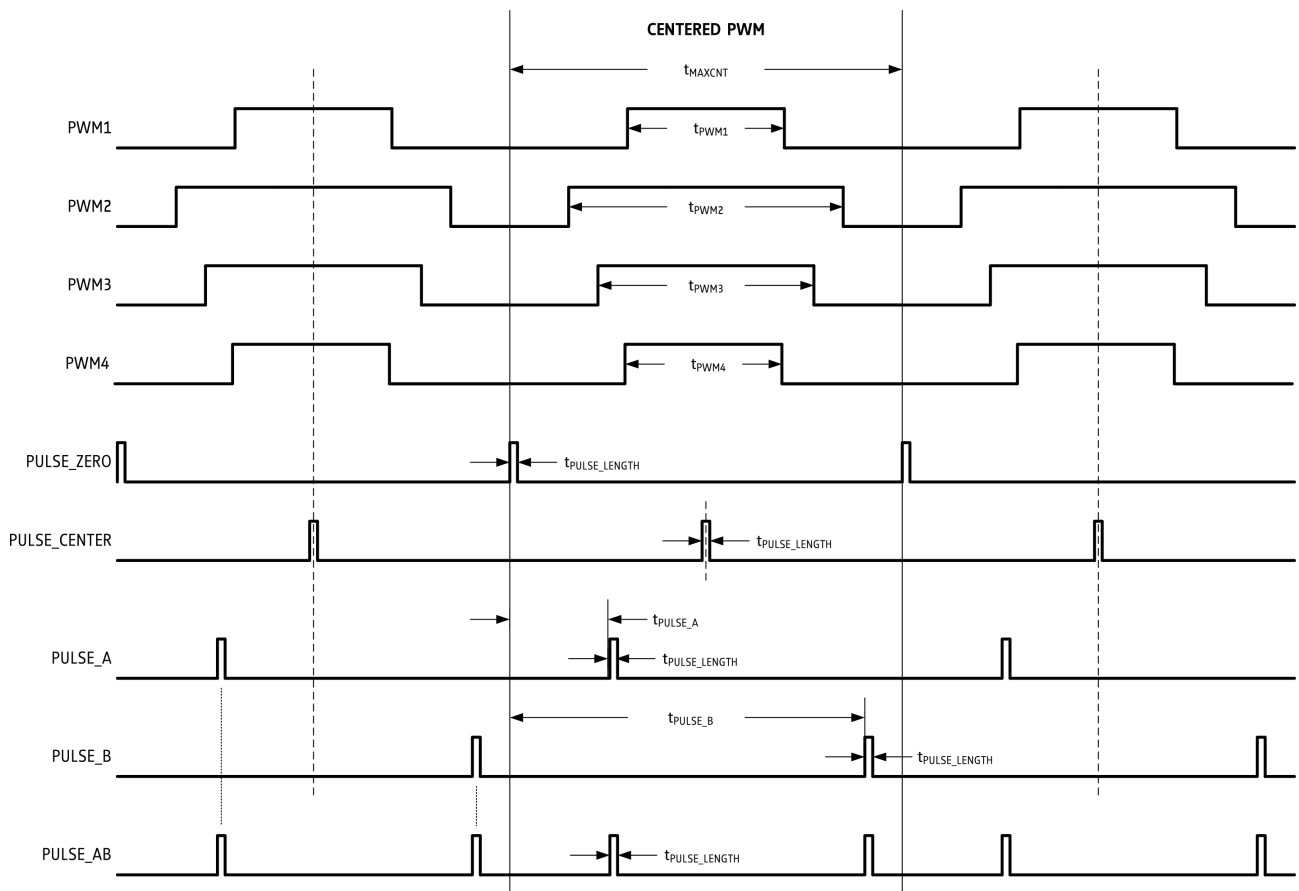 CENTERED PWM
tMAXCNT
PWM1
tPWM1
PWM2
tPWM2
PWM3
tPWM3
PWM4
tPWM4
PULSE_ZERO
tPULSE_LENGTH
PULSE_CENTER
tPULSE_LENGTH
tPULSE_A
PULSE_A
tPULSE_LENGTH
tPULSE_B
PULSE_B
tPULSE_LENGTH
PULSE_AB
tPULSE_LENGTH